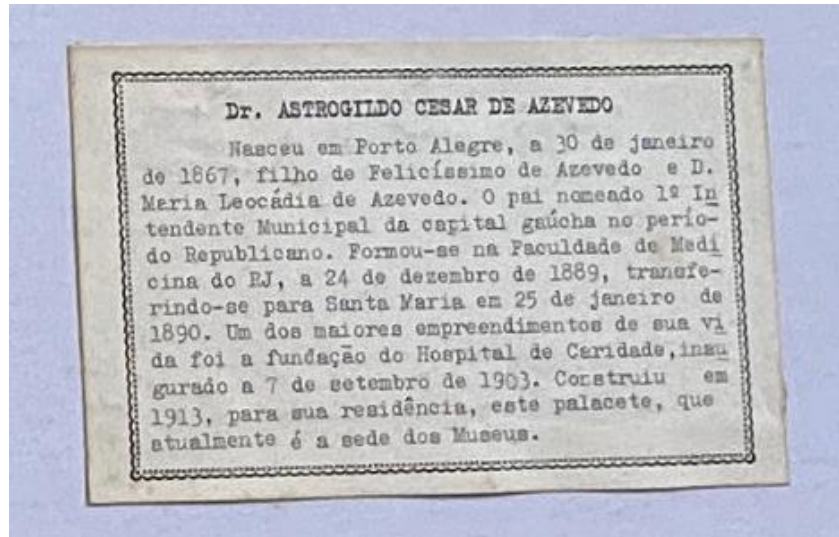 Dr. ASTROGILDO CESAR DE AZEVEDO
Nasceu em Porto Alegre, a 30 de janeiro
de 1867, filho de Felicíssimo de Azevedo e D.
Maria Leocádia de Azevedo. O pai nomeado 1º In
tendente Municipal da capital gaúcha no perío-
do Republicano. Formou-se na Faculdade de Medi
cina do RJ, a 24 de dezembro de 1889, transfe-
rindo-se para Santa Maria em 25 de janeiro de
1890. Um dos maiores empreendimentos de sua vi
da foi a fundação do Hospital de Caridade,inau
gurado a 7 de setembro de 1903. Construiu em
1913, para sua residência, este palacete, que
atualmente é a sede dos Museus.